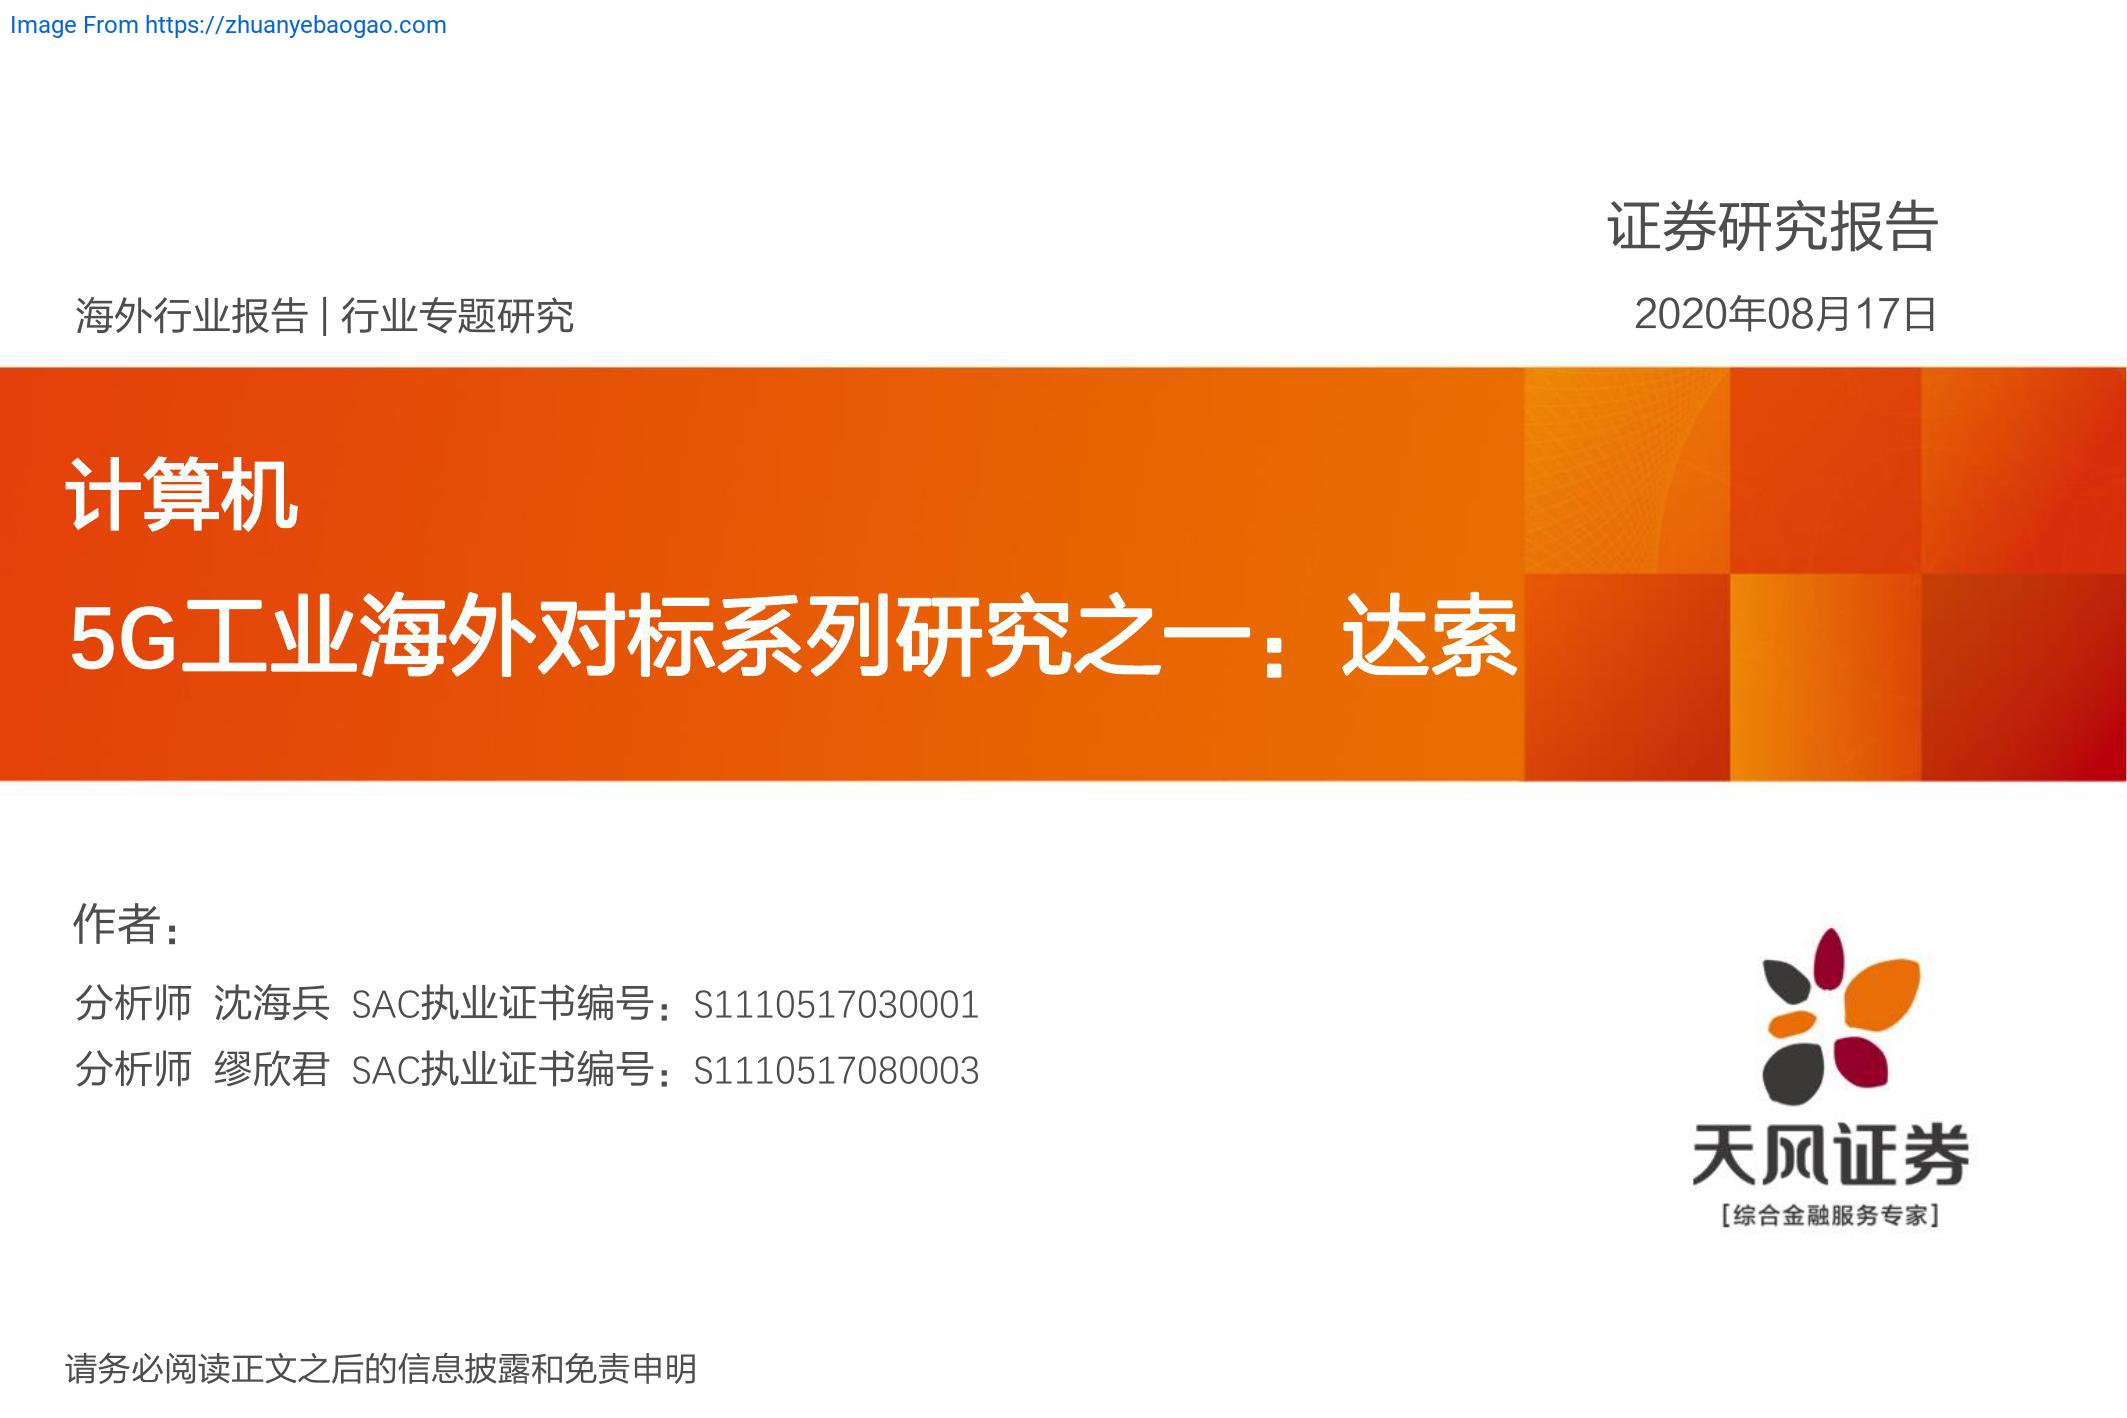 Image From https://zhuanyebaogao.com
证券研究报告
海外行业报告 | 行业专题研究
2020年08月17日
计算机
5G工业海外对标系列研究之一：达索
作者：
分析师 沈海兵 SAC执业证书编号：S1110517030001
分析师 缪欣君 SAC执业证书编号：S1110517080003
天风证券
[综合金融服务专家]
请务必阅读正文之后的信息披露和免责申明